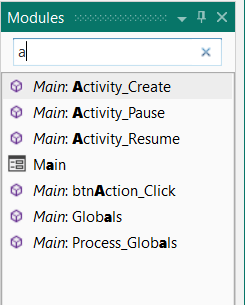 Modules
a
Main: Activity_Create
Main: Activity_Pause
Main: Activity_Resume
Main
Main: btnAction_Click
Main: Globals
Main: Process_Globals